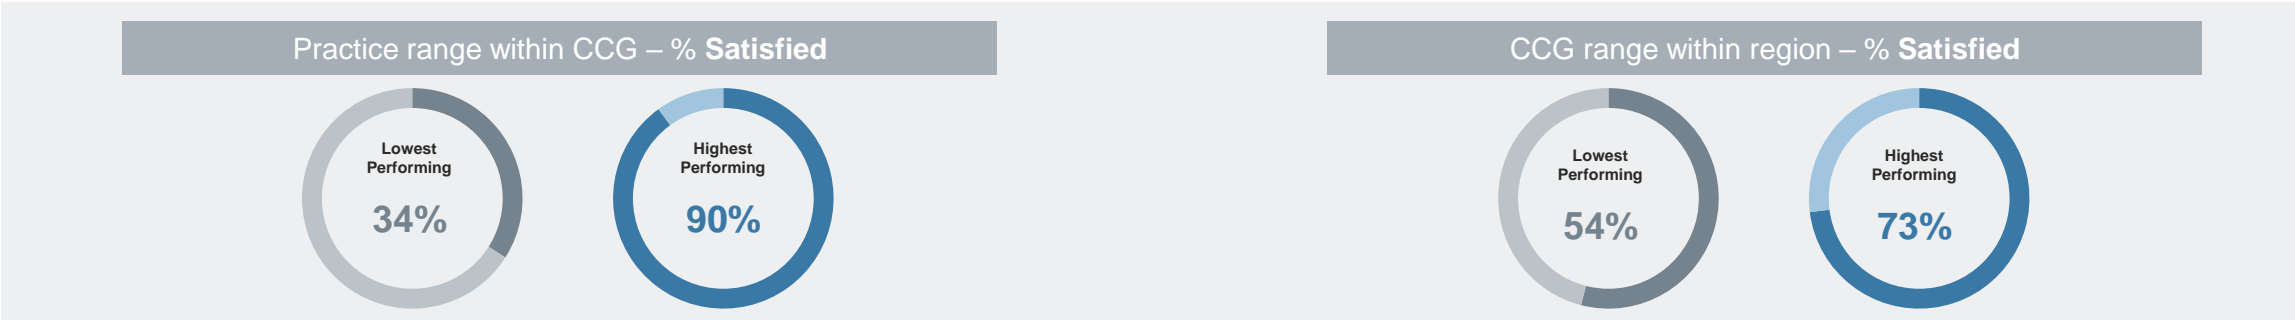 Practice range within CCG – % Satisfied
Lowest
Performing
34%
Highest
Performing
90%
CCG range within region – % Satisfied
Lowest
Performing
54%
Highest
Performing
73%